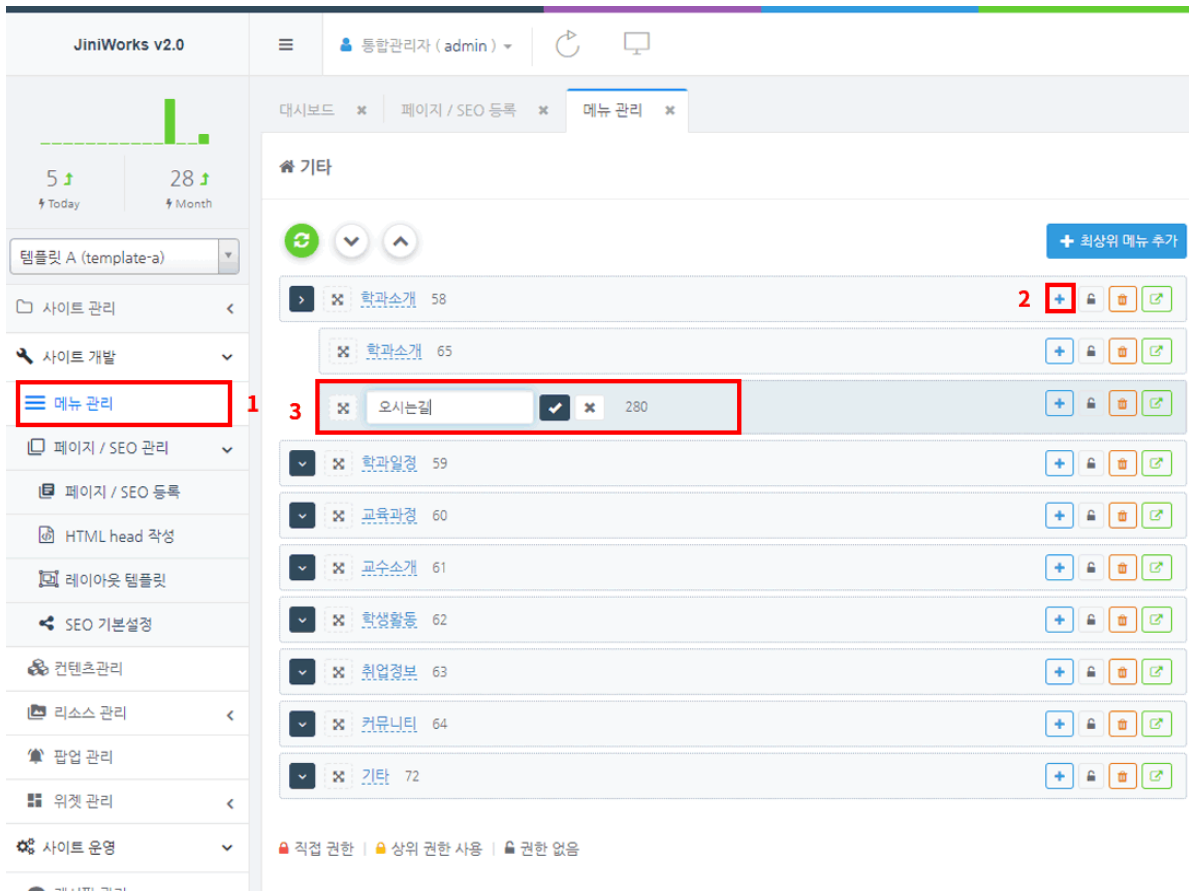 JiniWorks v2.0
통합관리자 ( admin )
대시보드
페이지 / SEO 등록
메뉴 관리
5
28
Today
Month
기타
템플릿 A (template-a)
최상위 메뉴 추가
사이트 관리
사이트 개발
메뉴 관리 1
페이지 / SEO 관리
페이지 / SEO 등록
HTML head 작성
레이아웃 템플릿
SEO 기본설정
컨텐츠관리
리소스 관리
팝업 관리
위젯 관리
사이트 운영
학과소개 58 2
학과소개 65
3 오시는길 280
학과일정 59
교육과정 60
교수소개 61
학생활동 62
취업정보 63
커뮤니티 64
기타 72
직접 권한 | 상위 권한 사용 | 권한 없음